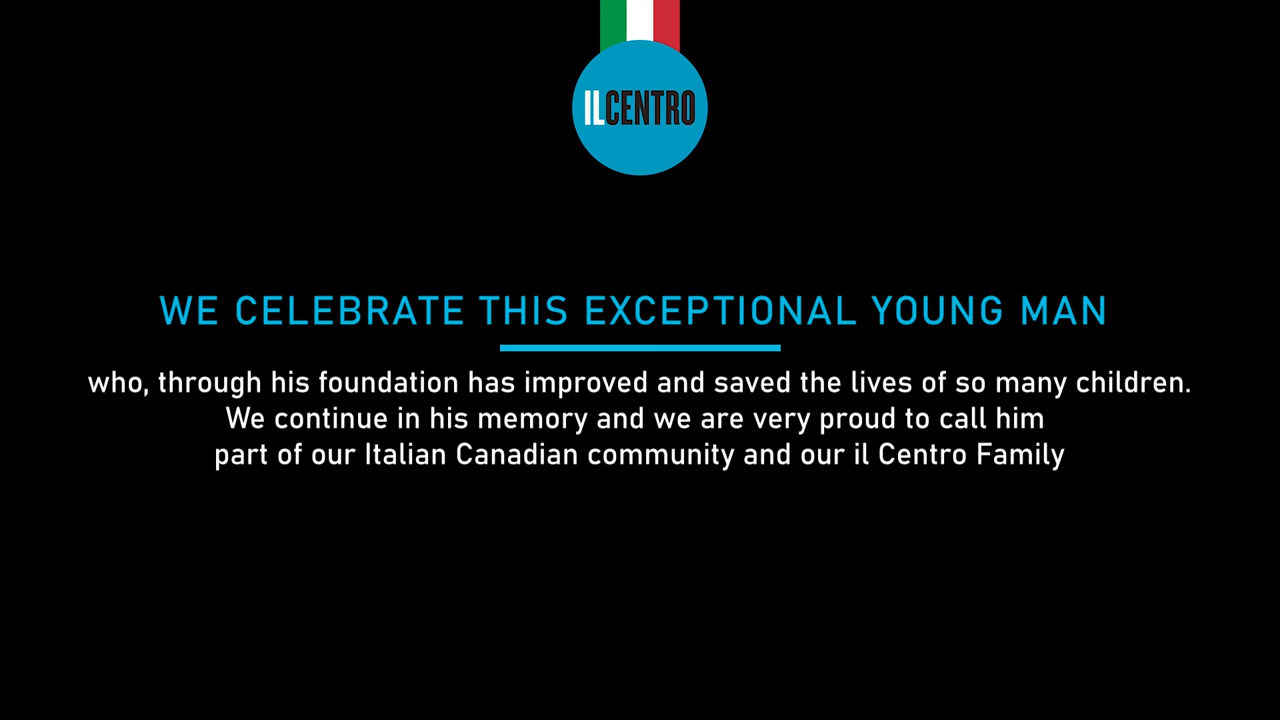 ILCENTRO
WE CELEBRATE THIS EXCEPTIONAL YOUNG MAN
who, through his foundation has improved and saved the lives of so many children.
We continue in his memory and we are very proud to call him
part of our Italian Canadian community and our il Centro Family